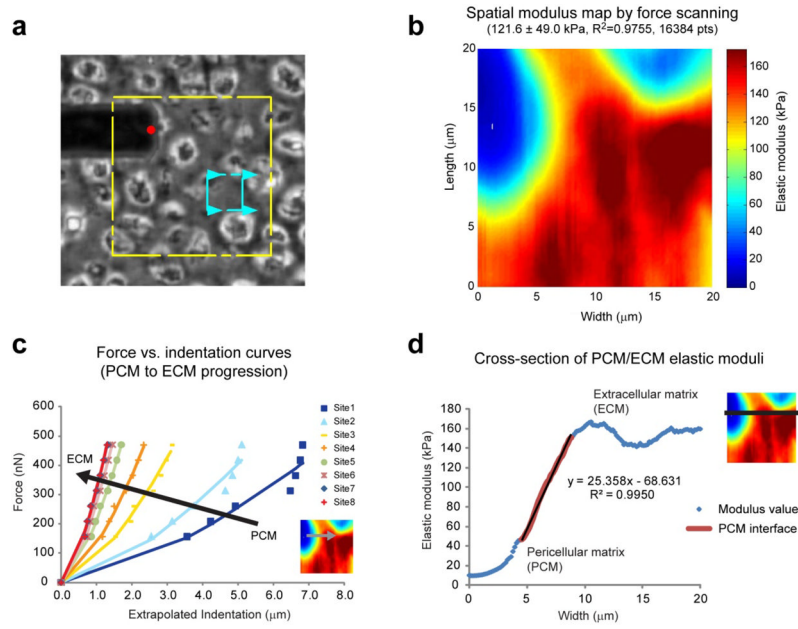 a
b
Spatial modulus map by force scanning
(121.6 ± 49.0 kPa, R²=0.9755, 16384 pts)
20
15
10
5
0
Length (μm)
0 5 10 15 20
Width (μm)
160
140
120
100
80
60
40
20
0
Elastic modulus (kPa)
c
Force vs. indentation curves
(PCM to ECM progression)
600
500
400
300
200
100
0
Force (nN)
0.0 1.0 2.0 3.0 4.0 5.0 6.0 7.0 8.0
Extrapolated Indentation (μm)
ECM
PCM
Site1
Site2
Site3
Site4
Site5
Site6
Site7
Site8
d
Cross-section of PCM/ECM elastic moduli
180
160
140
120
100
80
60
40
20
0
Elastic modulus (kPa)
0 5 10 15 20
Width (μm)
Extracellular matrix
(ECM)
y = 25.358x - 68.631
R² = 0.9950
Pericellular matrix
(PCM)
Modulus value
PCM interface